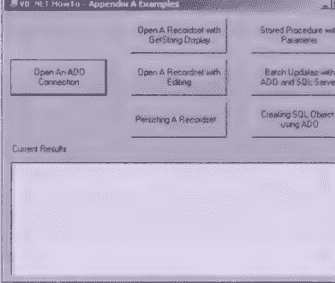 VB .NET HowTo - Appendix A Examples
Open A Recordset with
GetString Display
Stored Procedure with
Parameter
Open An ADO
Connection
Open A Recordset with
Editing
Batch Updates with
ADO and SQL Server
Persisting A Recordset
Creating SQL Object
using ADO
Current Results